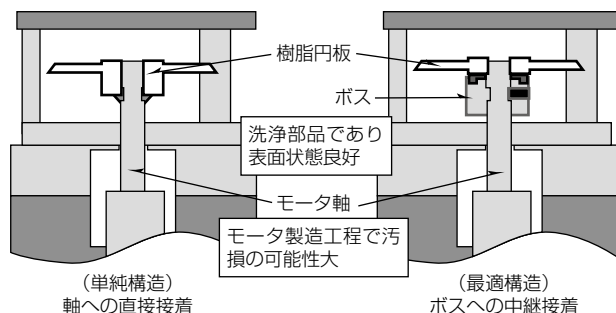 樹脂円板
ボス
洗浄部品であり
表面状態良好
モータ軸
モータ製造工程で汚
損の可能性大
（単純構造）
軸への直接接着
（最適構造）
ボスへの中継接着